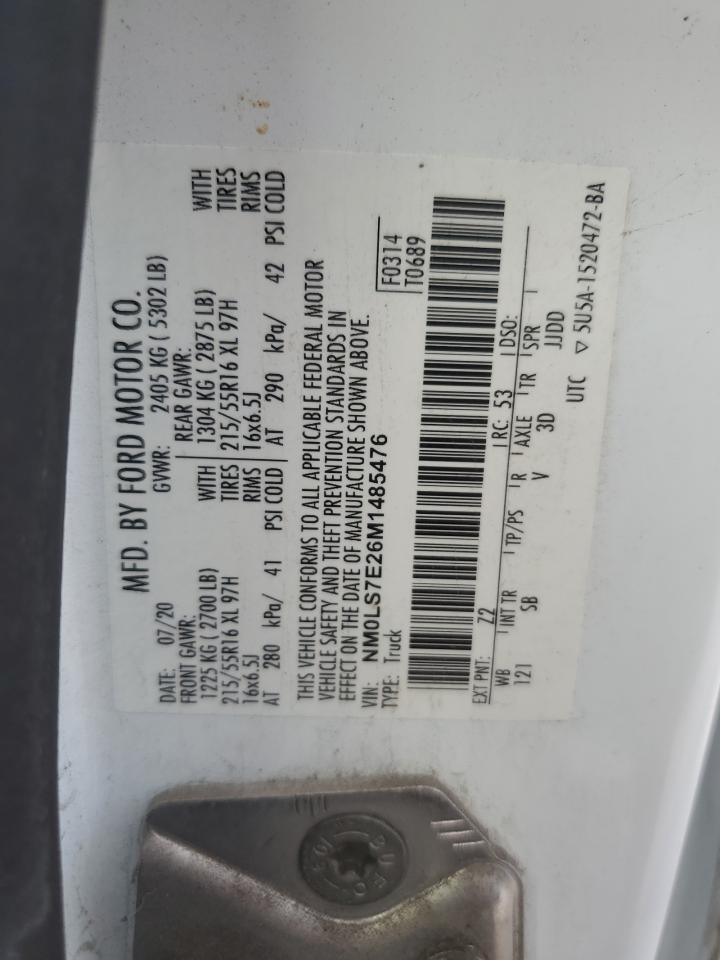 MFD. BY FORD MOTOR CO.
DATE: 07/20 GVWR: 2405 KG ( 5302 LB)
FRONT GAWR: REAR GAWR:
1225 KG ( 2700 LB) WITH 1304 KG ( 2875 LB) WITH
215/55R16 XL 97H TIRES 215/55R16 XL 97H TIRES
16x6.5J RIMS 16x6.5J RIMS
AT 280 kPa/ 41 PSI COLD AT 290 kPa/ 42 PSI COLD
THIS VEHICLE CONFORMS TO ALL APPLICABLE FEDERAL MOTOR
VEHICLE SAFETY AND THEFT PREVENTION STANDARDS IN
EFFECT ON THE DATE OF MANUFACTURE SHOWN ABOVE.
VIN: NM0LS7E26M1485476 F0314
TYPE: Truck T0689
EXT PNT: Z2 RC: 53 DSO:
WB INT TR TP/PS R AXLE TR SPR
121 SB V 3D JJDD
UTC ▽ 5U5A-1520472-BA